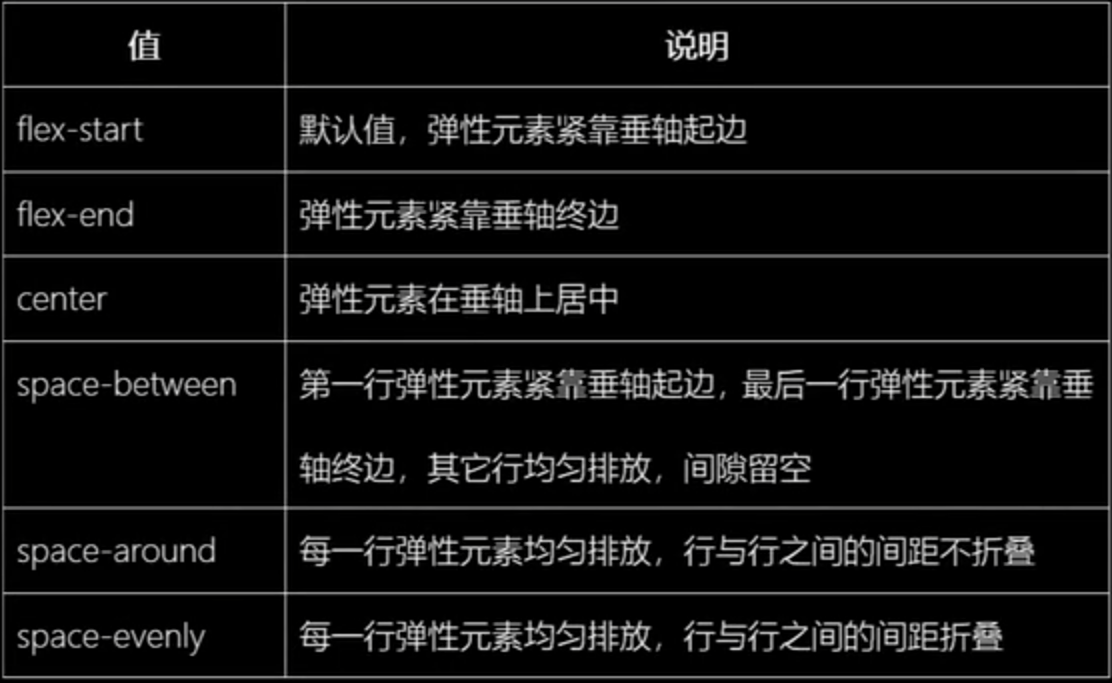 值 说明
flex-start 默认值，弹性元素紧靠垂轴起边
flex-end 弹性元素紧靠垂轴终边
center 弹性元素在垂轴上居中
space-between 第一行弹性元素紧靠垂轴起边，最后一行弹性元素紧靠垂
轴终边，其它行均匀排放，间隙留空
space-around 每一行弹性元素均匀排放，行与行之间的间距不折叠
space-evenly 每一行弹性元素均匀排放，行与行之间的间距折叠